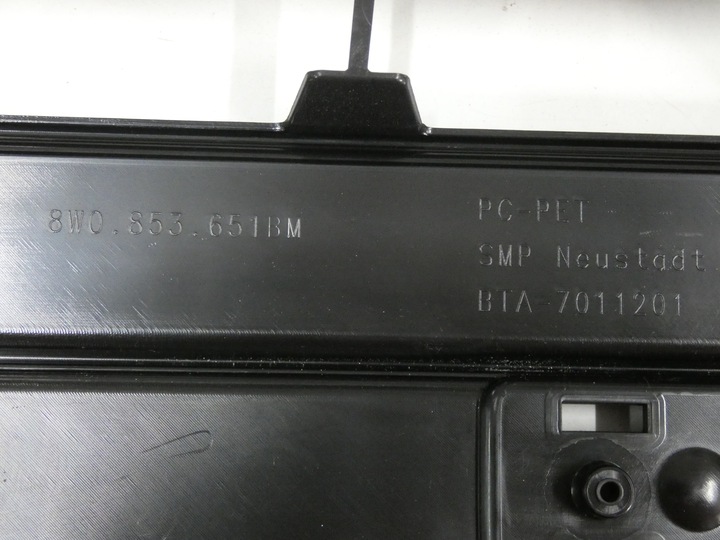 8W0.853.651BM
PC-PET
SMP Neustadt
BTA-7011201